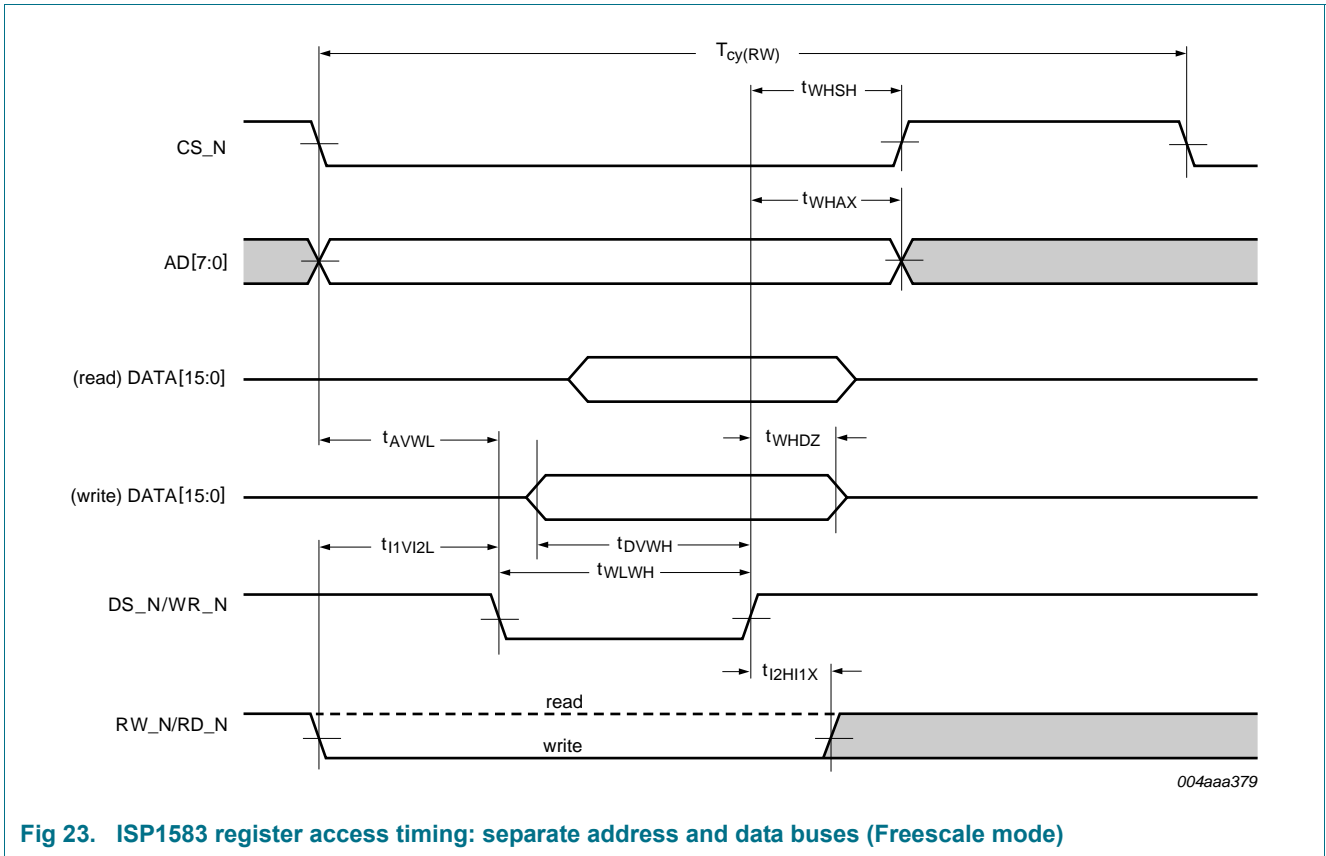 Tcy(RW)
tWHSH
CS_N
tWHAX
AD[7:0]
(read) DATA[15:0]
tAVWL
tWHDZ
(write) DATA[15:0]
tI1VI2L
tDVWH
tWLWH
DS_N/WR_N
tI2HI1X
read
RW_N/RD_N
write
004aaa379
Fig 23. ISP1583 register access timing: separate address and data buses (Freescale mode)